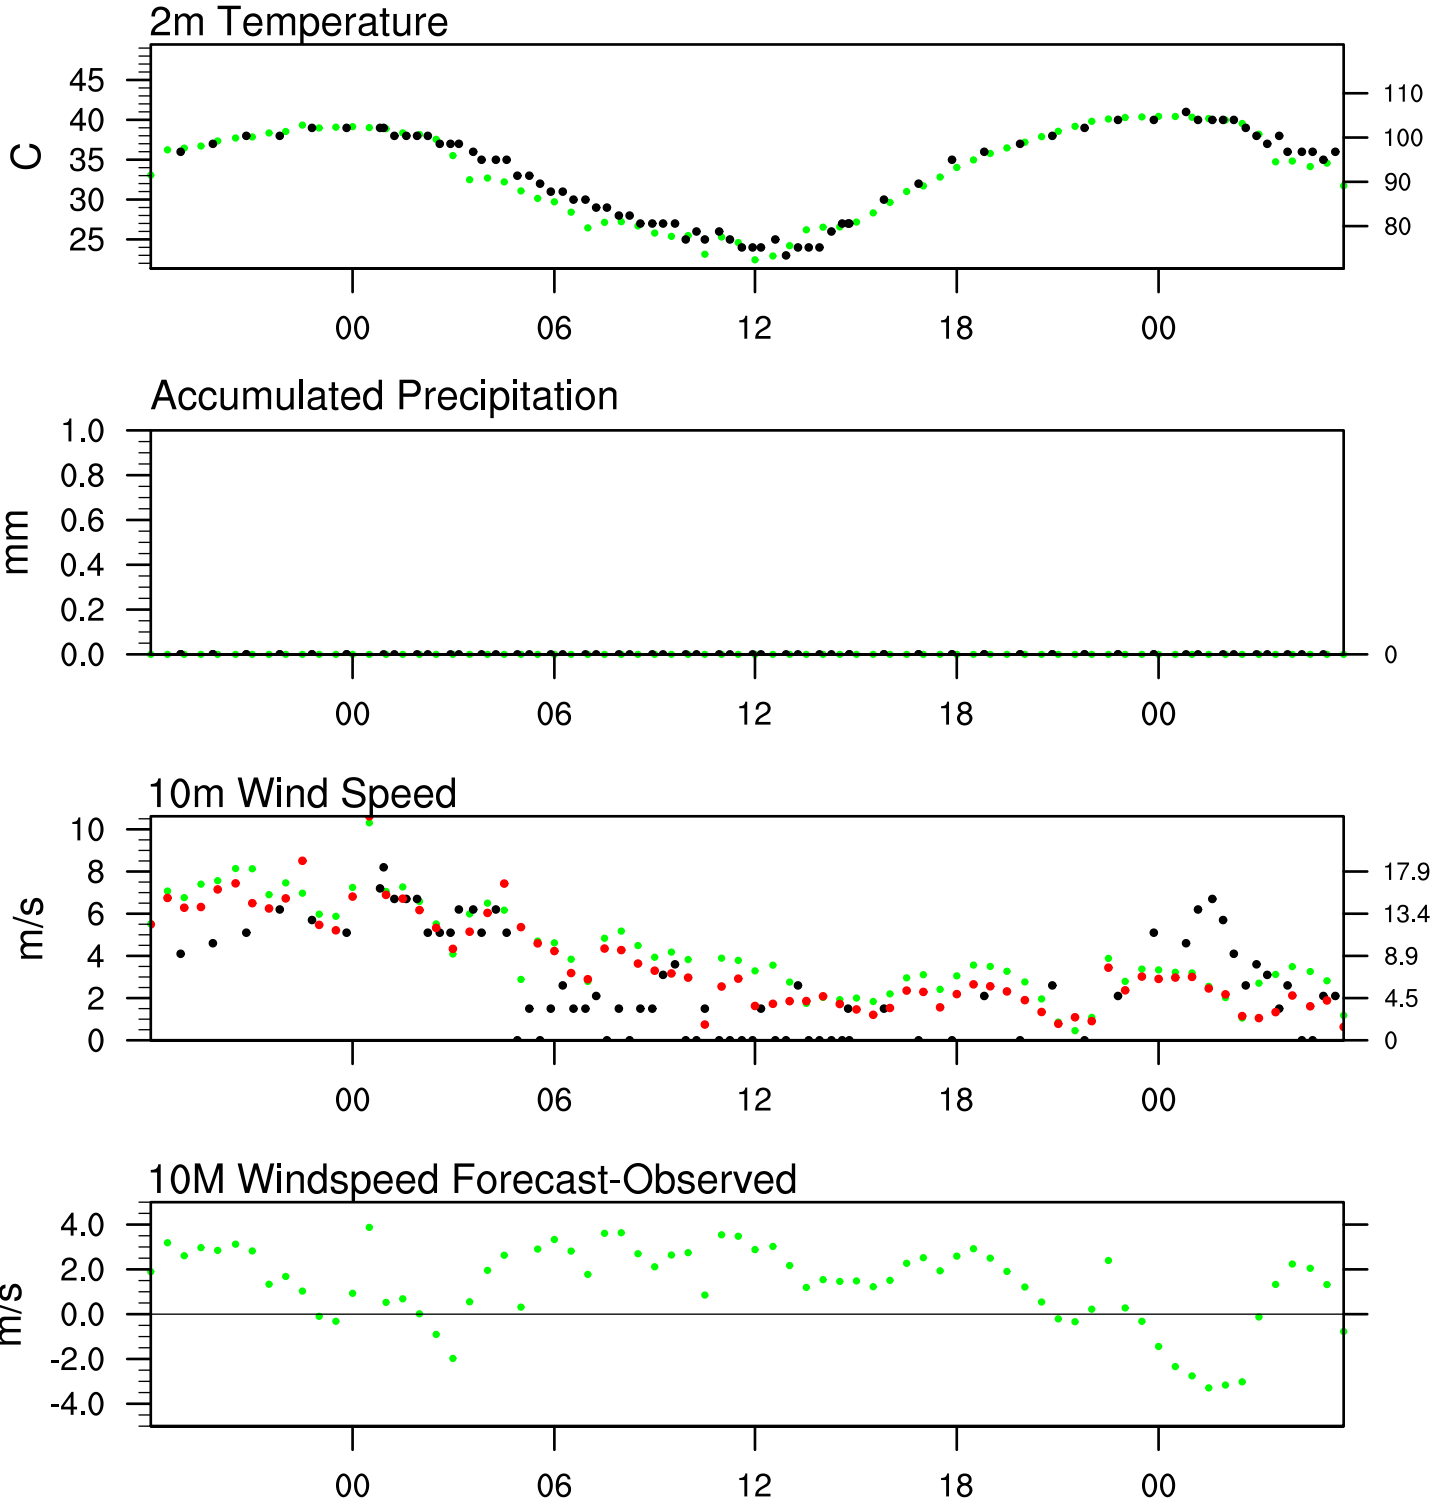 2m Temperature
45
40
35
30
25
C
110
100
90
80
00 06 12 18 00
Accumulated Precipitation
1.0
0.8
0.6
0.4
0.2
0.0
mm
0
00 06 12 18 00
10m Wind Speed
10
8
6
4
2
0
m/s
17.9
13.4
8.9
4.5
0
00 06 12 18 00
10M Windspeed Forecast-Observed
4.0
2.0
0.0
-2.0
-4.0
m/s
00 06 12 18 00